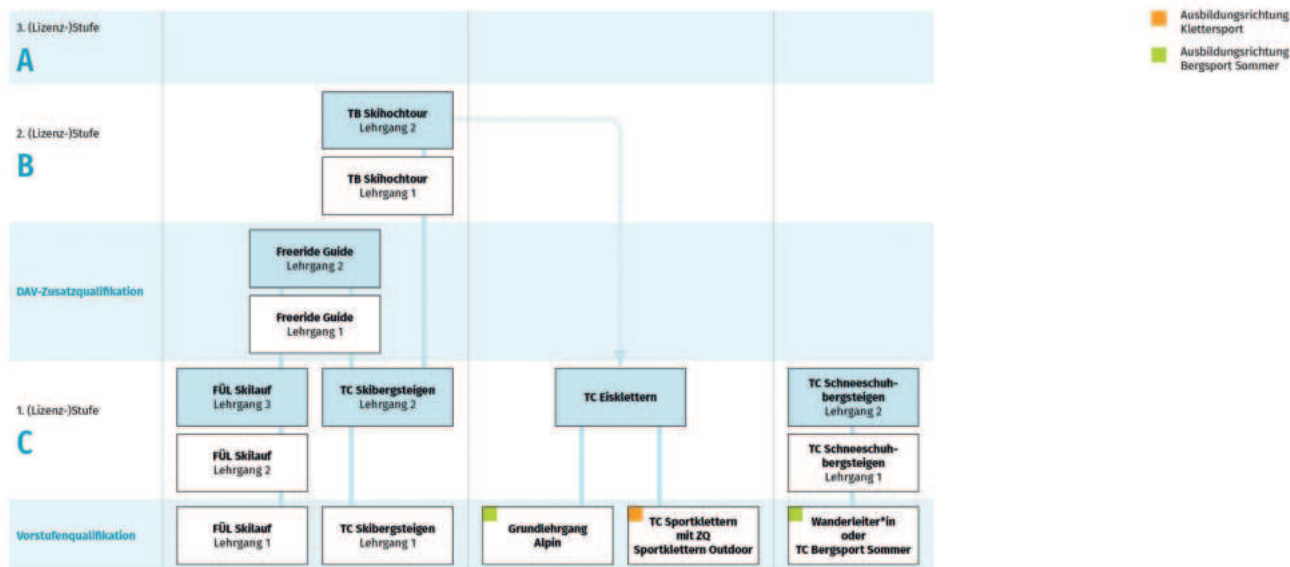 3. (Lizenz-)Stufe
A
Ausbildungsrichtung
Klettersport
Ausbildungsrichtung
Bergsport Sommer
2. (Lizenz-)Stufe
B
TB Skihochtour
Lehrgang 2
TB Skihochtour
Lehrgang 1
DAV-Zusatzqualifikation
Freeride Guide
Lehrgang 2
Freeride Guide
Lehrgang 1
1. (Lizenz-)Stufe
C
FÜL Skilauf
Lehrgang 3
TC Skibergsteigen
Lehrgang 2
TC Eisklettern
TC Schneeschuh-
bergsteigen
Lehrgang 2
FÜL Skilauf
Lehrgang 2
TC Schneeschuh-
bergsteigen
Lehrgang 1
Vorstufenqualifikation
FÜL Skilauf
Lehrgang 1
TC Skibergsteigen
Lehrgang 1
Grundlehrgang
Alpin
TC Sportklettern
mit ZQ
Sportklettern Outdoor
Wanderleiter*in
oder
TC Bergsport Sommer